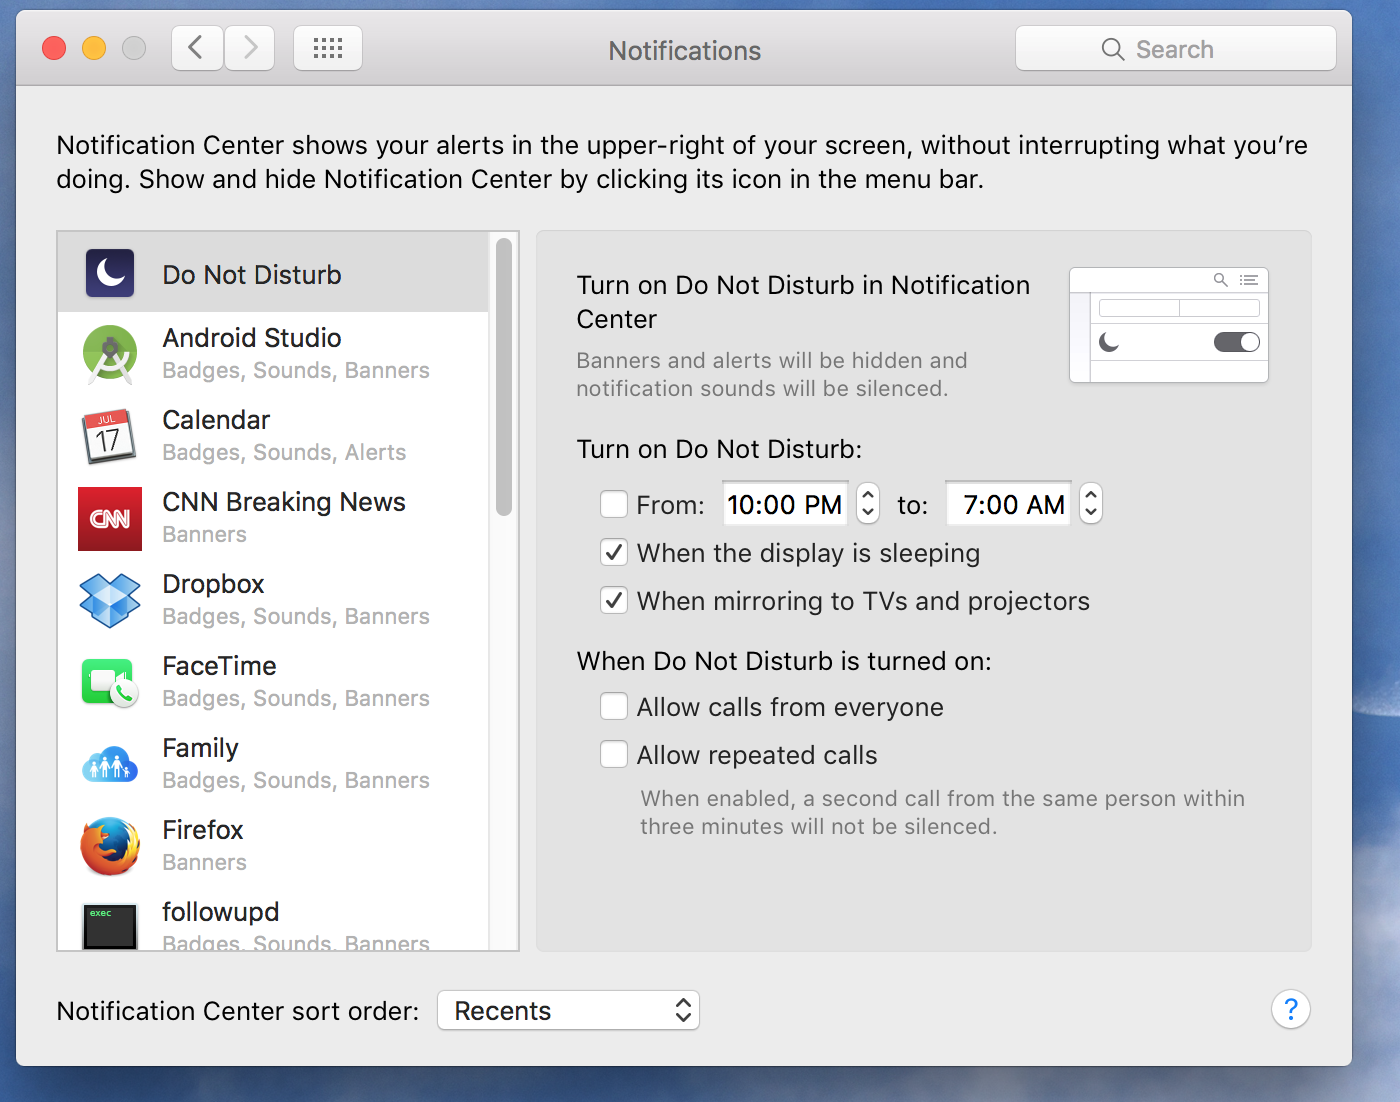 Notifications
Search
Notification Center shows your alerts in the upper-right of your screen, without interrupting what you’re
doing. Show and hide Notification Center by clicking its icon in the menu bar.
Do Not Disturb
Android Studio
Badges, Sounds, Banners
JUL
17
Calendar
Badges, Sounds, Alerts
CNN
CNN Breaking News
Banners
Dropbox
Badges, Sounds, Banners
FaceTime
Badges, Sounds, Banners
Family
Badges, Sounds, Banners
Firefox
Banners
exec
followupd
Badges, Sounds, Banners
Turn on Do Not Disturb in Notification
Center
Banners and alerts will be hidden and
notification sounds will be silenced.
Turn on Do Not Disturb:
From: 10:00 PM to: 7:00 AM
When the display is sleeping
When mirroring to TVs and projectors
When Do Not Disturb is turned on:
Allow calls from everyone
Allow repeated calls
When enabled, a second call from the same person within
three minutes will not be silenced.
Notification Center sort order: Recents
?